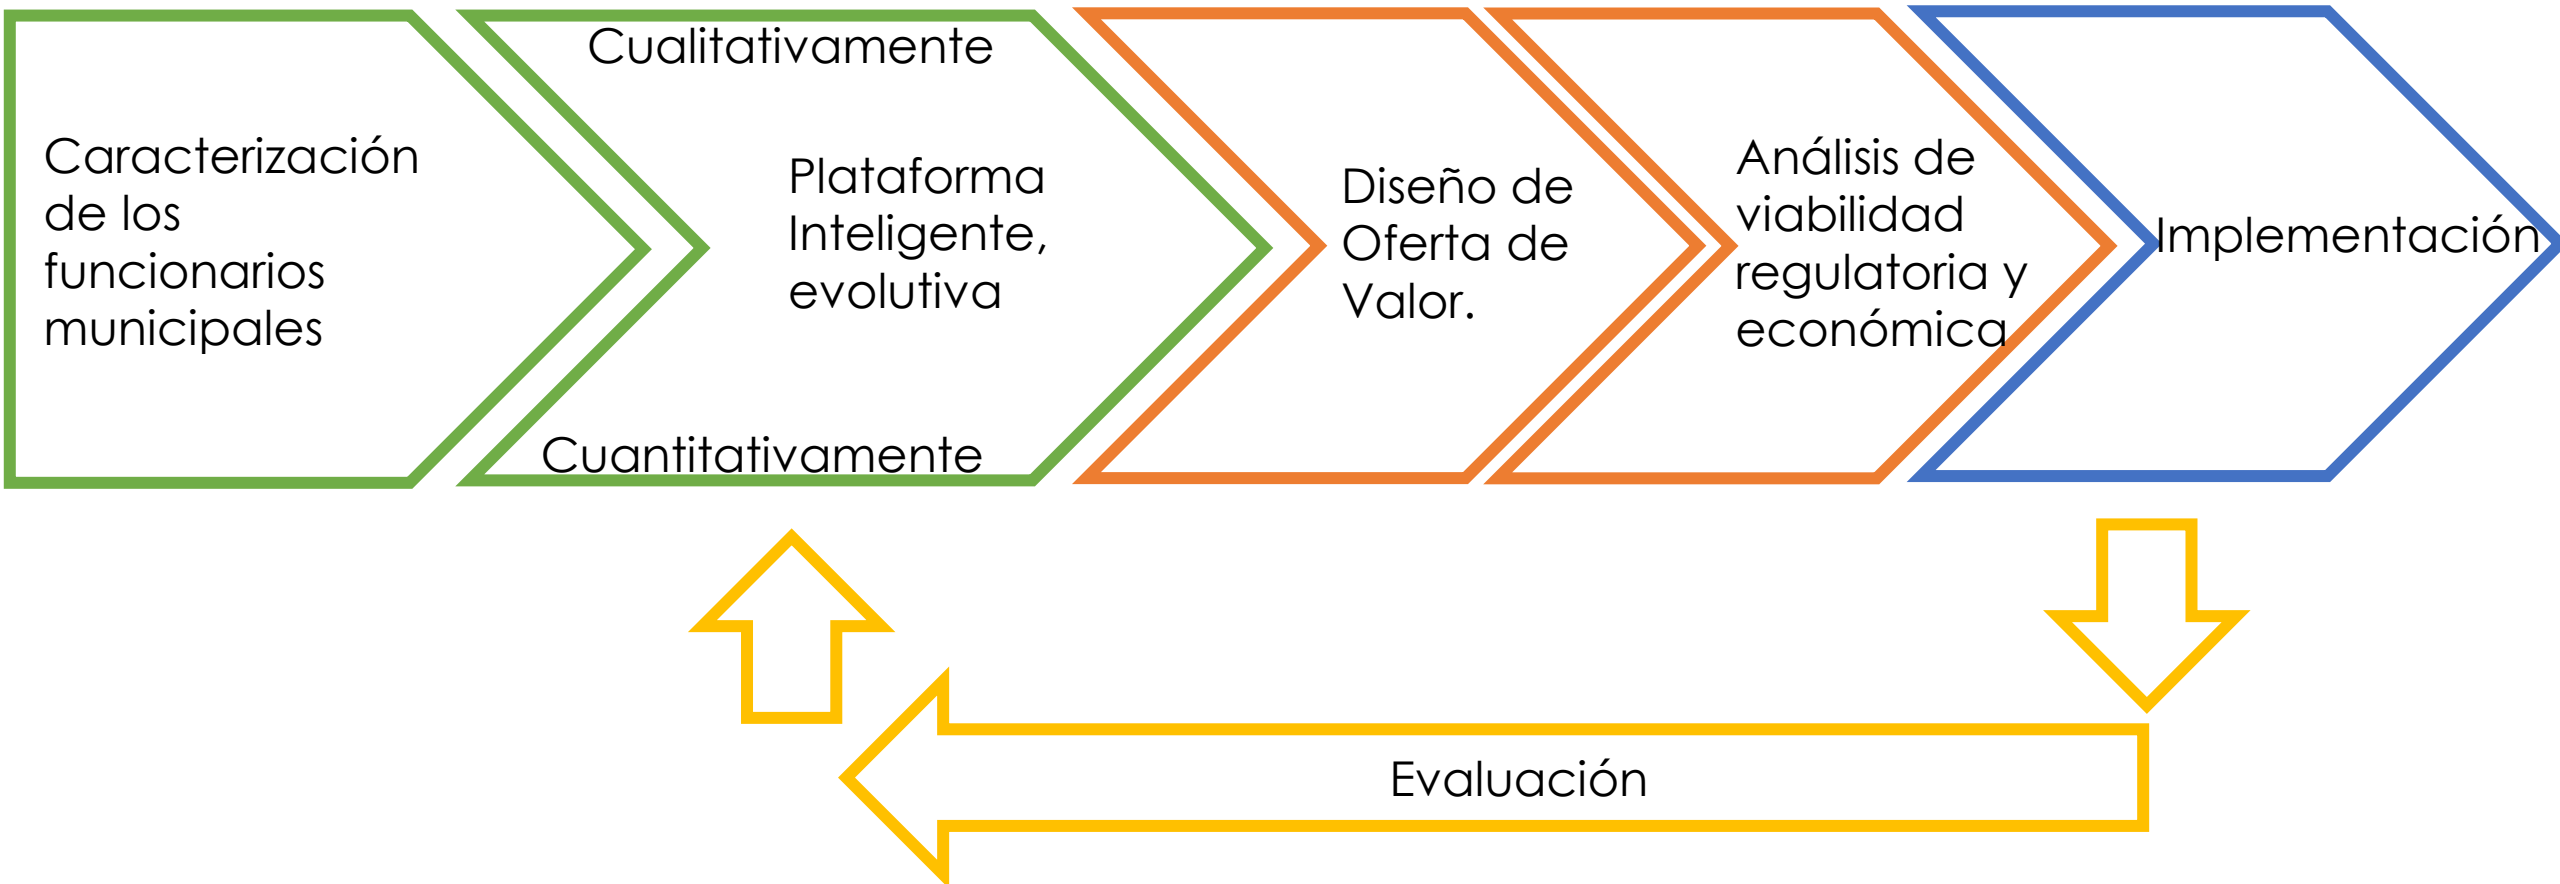 Caracterización
de los
funcionarios
municipales
Cualitativamente
Plataforma
Inteligente,
evolutiva
Cuantitativamente
Diseño de
Oferta de
Valor.
Análisis de
viabilidad
regulatoria y
económica
Implementación
Evaluación